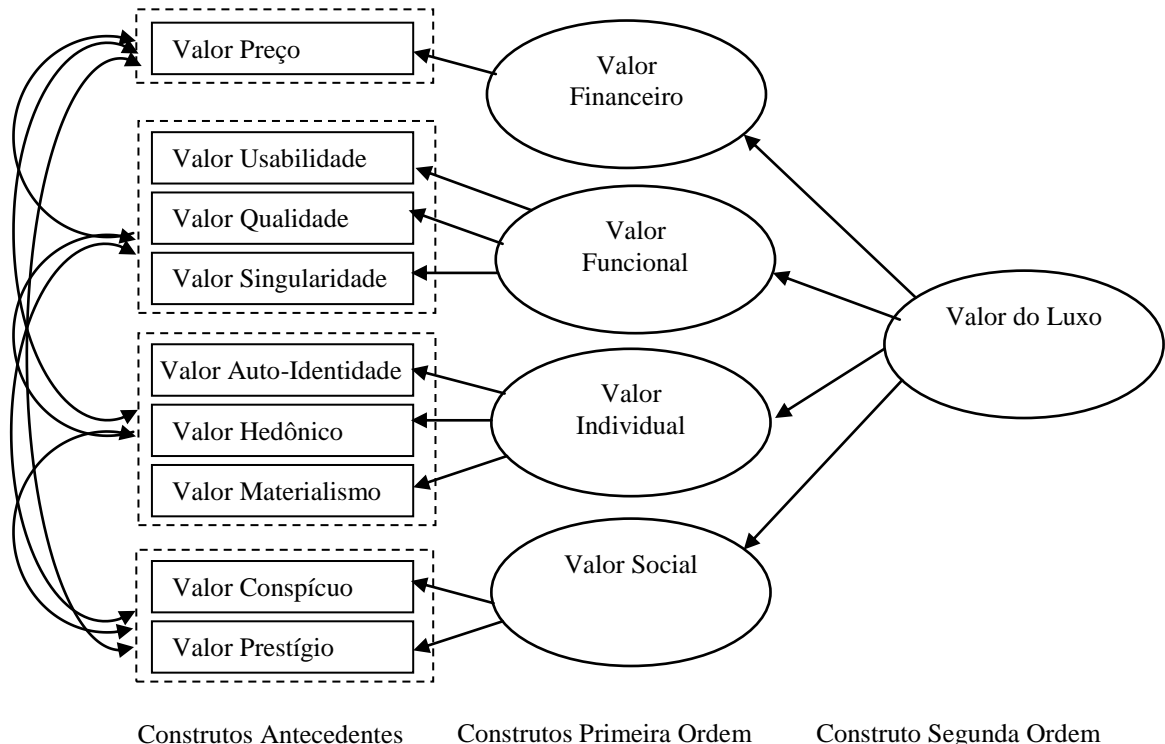 Valor Preço
Valor Usabilidade
Valor Qualidade
Valor Singularidade
Valor Auto-Identidade
Valor Hedônico
Valor Materialismo
Valor Conspícuo
Valor Prestígio
Valor
Financeiro
Valor
Funcional
Valor
Individual
Valor Social
Valor do Luxo
Construtos Antecedentes
Construtos Primeira Ordem
Construto Segunda Ordem